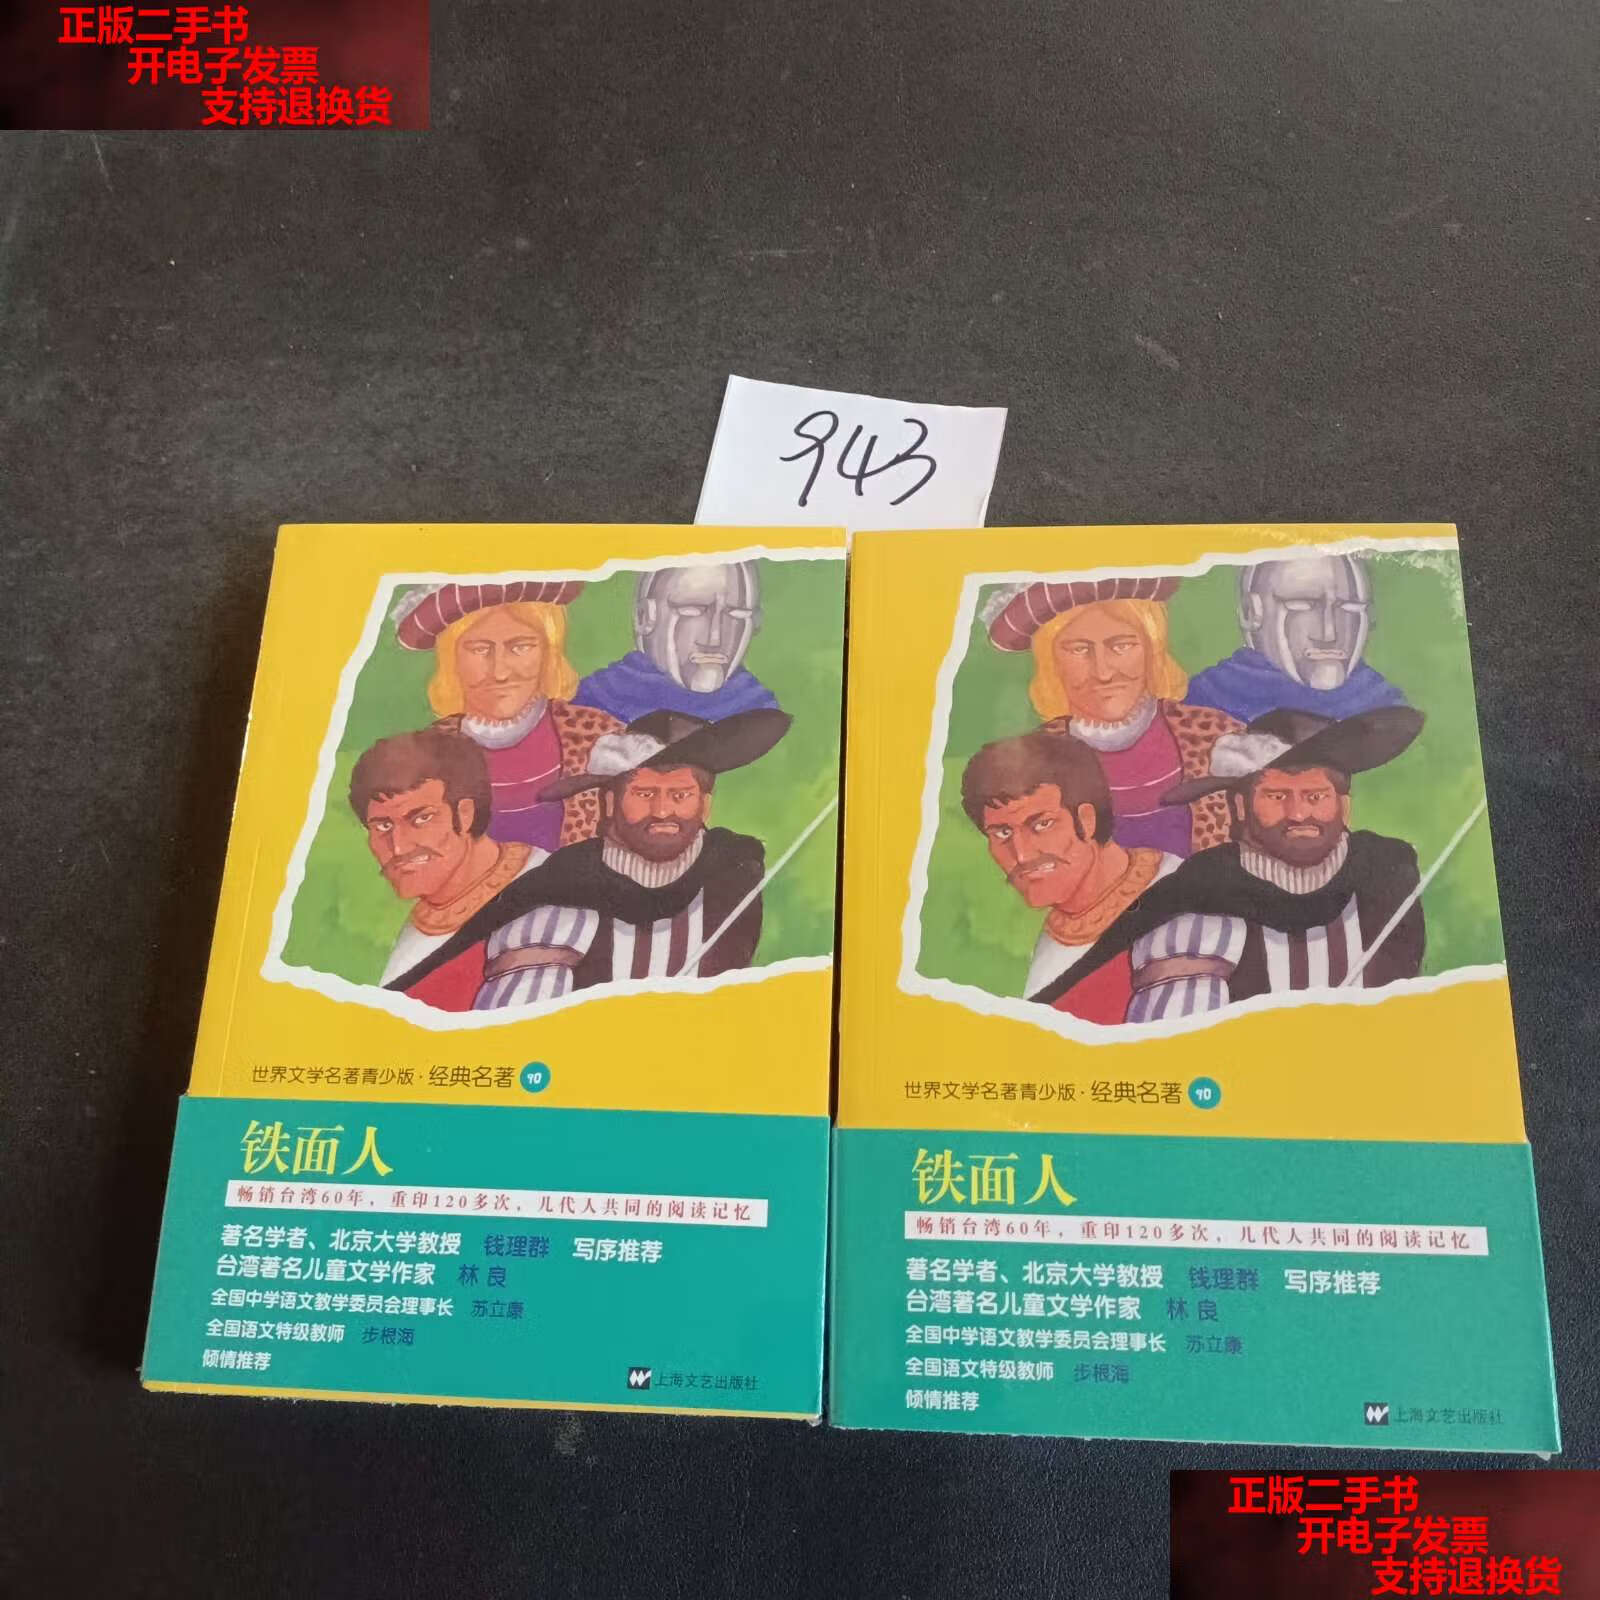 正版二手书
开电子发票
支持退换货
943
世界文学名著青少版·经典名著 90
铁面人
畅销台湾60年，重印120多次，几代人共同的阅读记忆
著名学者、北京大学教授 钱理群 写序推荐
台湾著名儿童文学作家 林良
全国中学语文教学委员会理事长 苏立康
全国语文特级教师 步根海
倾情推荐
上海文艺出版社
世界文学名著青少版·经典名著 90
铁面人
畅销台湾60年，重印120多次，几代人共同的阅读记忆
著名学者、北京大学教授 钱理群 写序推荐
台湾著名儿童文学作家 林良
全国中学语文教学委员会理事长 苏立康
全国语文特级教师 步根海
倾情推荐
上海文艺出版社
正版二手书
开电子发票
支持退换货